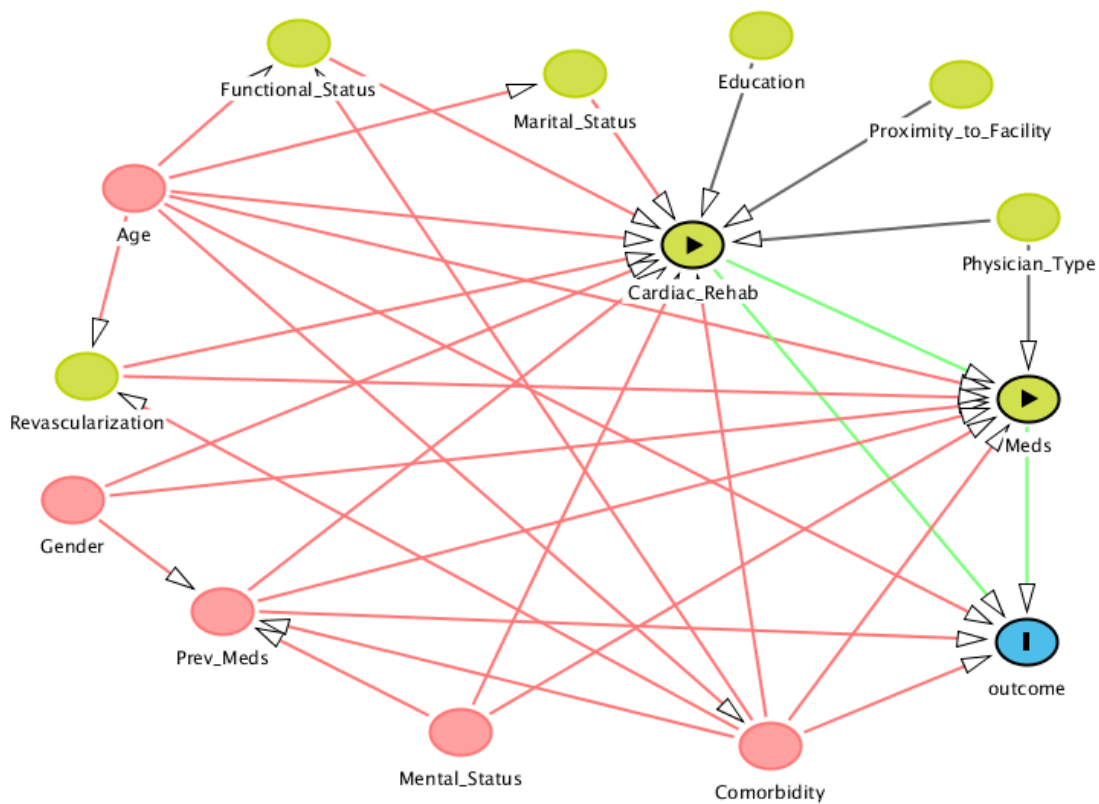 Functional_Status
Marital_Status
Education
Proximity_to_Facility
Age
Cardiac_Rehab
Physician_Type
Revascularization
Meds
Gender
Prev_Meds
outcome
Mental_Status
Comorbidity